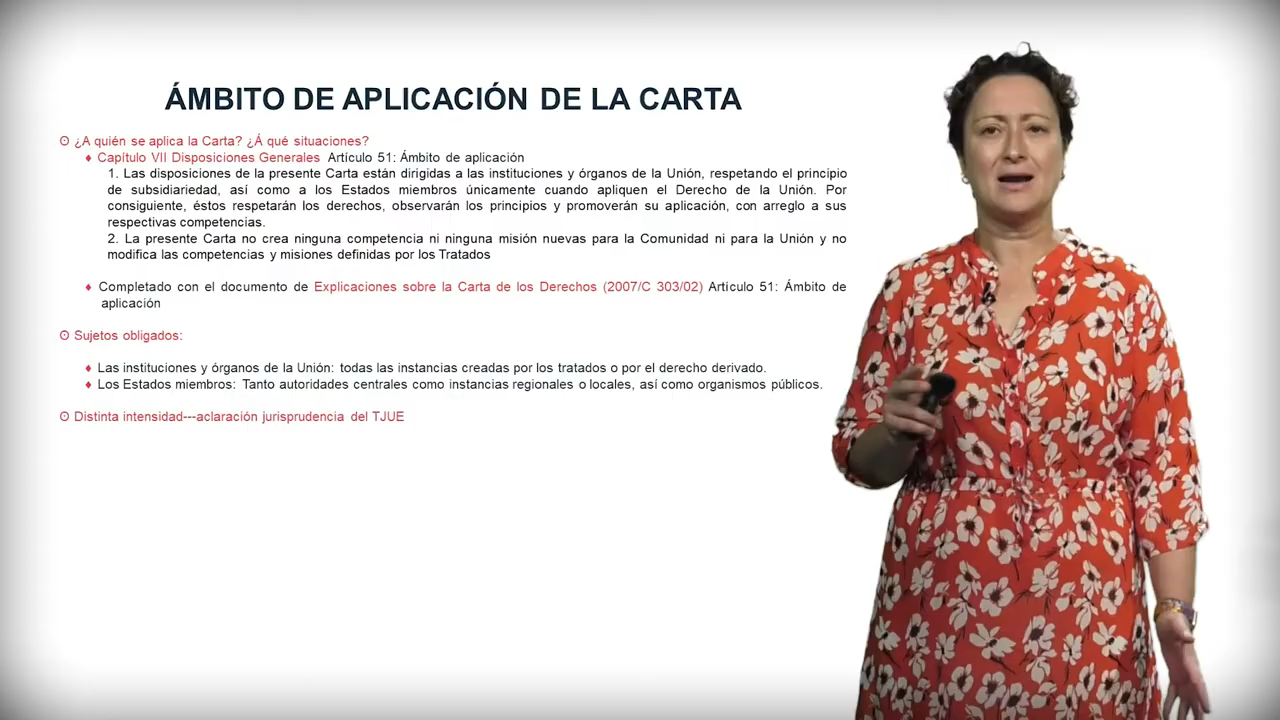 ÁMBITO DE APLICACIÓN DE LA CARTA
⊙ ¿A quién se aplica la Carta? ¿Á qué situaciones?
♦ Capítulo VII Disposiciones Generales Artículo 51: Ámbito de aplicación
1. Las disposiciones de la presente Carta están dirigidas a las instituciones y órganos de la Unión, respetando el principio
de subsidiariedad, así como a los Estados miembros únicamente cuando apliquen el Derecho de la Unión. Por
consiguiente, éstos respetarán los derechos, observarán los principios y promoverán su aplicación, con arreglo a sus
respectivas competencias.
2. La presente Carta no crea ninguna competencia ni ninguna misión nuevas para la Comunidad ni para la Unión y no
modifica las competencias y misiones definidas por los Tratados
♦ Completado con el documento de Explicaciones sobre la Carta de los Derechos (2007/C 303/02) Artículo 51: Ámbito de
aplicación
⊙ Sujetos obligados:
♦ Las instituciones y órganos de la Unión: todas las instancias creadas por los tratados o por el derecho derivado.
♦ Los Estados miembros: Tanto autoridades centrales como instancias regionales o locales, así como organismos públicos.
⊙ Distinta intensidad---aclaración jurisprudencia del TJUE